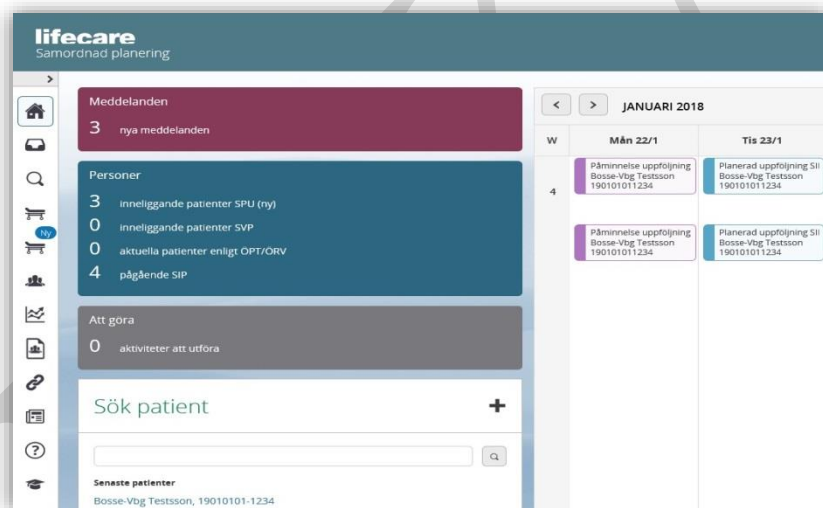 lifecare
Samordnad planering
Meddelanden
3 nya meddelanden
Personer
3 inneliggande patienter SPU (ny)
0 inneliggande patienter SVP
0 aktuella patienter enligt ÖPT/ÖRV
4 pågående SIP
Att göra
0 aktiviteter att utföra
Sök patient
Senaste patienter
Bosse-Vbg Testsson, 19010101-1234
Ny
JANUARI 2018
W Mån 22/1 Tis 23/1
4
Påminnelse uppföljning
Bosse-Vbg Testsson
190101011234
Planerad uppföljning SI
Bosse-Vbg Testsson
190101011234
Påminnelse uppföljning
Bosse-Vbg Testsson
190101011234
Planerad uppföljning SI
Bosse-Vbg Testsson
190101011234